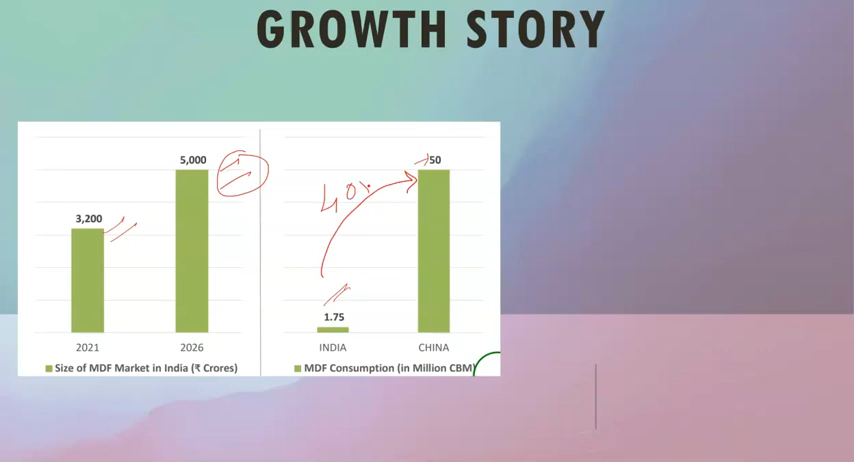 GROWTH STORY
5,000
3,200
2021
2026
Size of MDF Market in India (₹ Crores)
50
40x
1.75
INDIA
CHINA
MDF Consumption (in Million CBM)